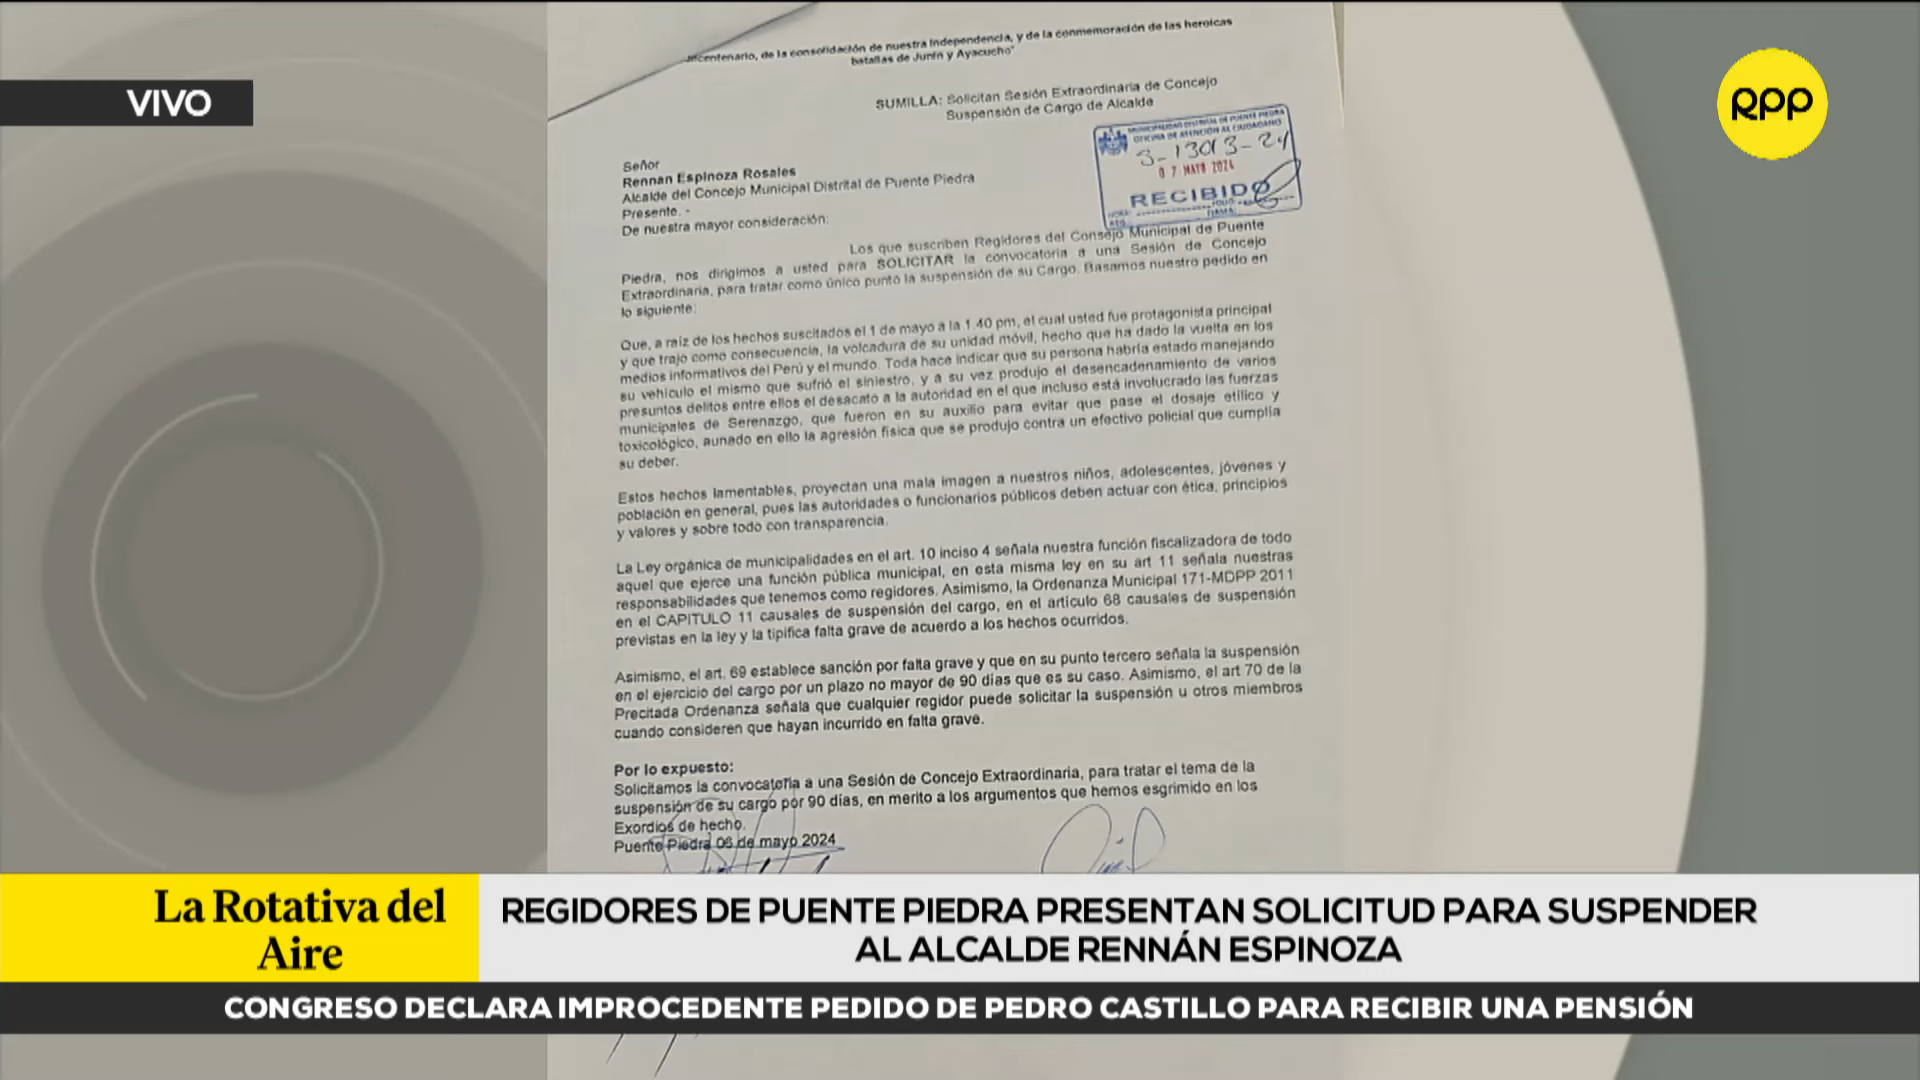 icentenario, de la consolidación de nuestra Independencia, y de la conmemoración de las heroicas
batallas de Junín y Ayacucho"
VIVO
RPP
SUMILLA: Solicitan Sesión Extraordinaria de Concejo
Suspensión de Cargo de Alcalde
MUNICIPALIDAD DISTRITAL DE PUENTE PIEDRA
OFICINA DE ATENCIÓN AL CIUDADANO
07 MAYO 2024
RECIBIDO
FOLIO:
FIRMA:
Señor
Rennan Espinoza Rosales
Alcalde del Concejo Municipal Distrital de Puente Piedra
Presente. -
De nuestra mayor consideración:
Los que suscriben Regidores del Consejo Municipal de Puente
Piedra, nos dirigimos a usted para SOLICITAR la convocatoria a una Sesión de Concejo
Extraordinaria, para tratar como único punto la suspensión de su Cargo. Basamos nuestro pedido en
lo siguiente:
Que, a raíz de los hechos suscitados el 1 de mayo a la 1.40 pm, el cual usted fue protagonista principal
y que trajo como consecuencia, la volcadura de su unidad móvil, hecho que ha dado la vuelta en los
medios informativos del Perú y el mundo. Toda hace indicar que su persona habría estado manejando
su vehículo el mismo que sufrió el siniestro, y a su vez produjo el desencadenamiento de varios
presuntos delitos entre ellos el desacato a la autoridad en el que incluso está involucrado las fuerzas
municipales de Serenazgo, que fueron en su auxilio para evitar que pase el dosaje etílico y
toxicológico, aunado en ello la agresión física que se produjo contra un efectivo policial que cumplía
su deber.
Estos hechos lamentables, proyectan una mala imagen a nuestros niños, adolescentes, jóvenes y
población en general, pues las autoridades o funcionarios públicos deben actuar con ética, principios
y valores y sobre todo con transparencia.
La Ley orgánica de municipalidades en el art. 10 inciso 4 señala nuestra función fiscalizadora de todo
aquel que ejerce una función pública municipal, en esta misma ley en su art 11 señala nuestras
responsabilidades que tenemos como regidores. Asimismo, la Ordenanza Municipal 171-MDPP 2011
en el CAPITULO 11 causales de suspensión del cargo, en el artículo 68 causales de suspensión
previstas en la ley y la tipifica falta grave de acuerdo a los hechos ocurridos.
Asimismo, el art. 69 establece sanción por falta grave y que en su punto tercero señala la suspensión
en el ejercicio del cargo por un plazo no mayor de 90 días que es su caso. Asimismo, el art 70 de la
Precitada Ordenanza señala que cualquier regidor puede solicitar la suspensión u otros miembros
cuando consideren que hayan incurrido en falta grave.
Por lo expuesto:
Solicitamos la convocatoria a una Sesión de Concejo Extraordinaria, para tratar el tema de la
suspensión de su cargo por 90 días, en merito a los argumentos que hemos esgrimido en los
Exordios de hecho.
Puente Piedra 06 de mayo 2024
La Rotativa del
Aire
REGIDORES DE PUENTE PIEDRA PRESENTAN SOLICITUD PARA SUSPENDER
AL ALCALDE RENNÁN ESPINOZA
CONGRESO DECLARA IMPROCEDENTE PEDIDO DE PEDRO CASTILLO PARA RECIBIR UNA PENSIÓN